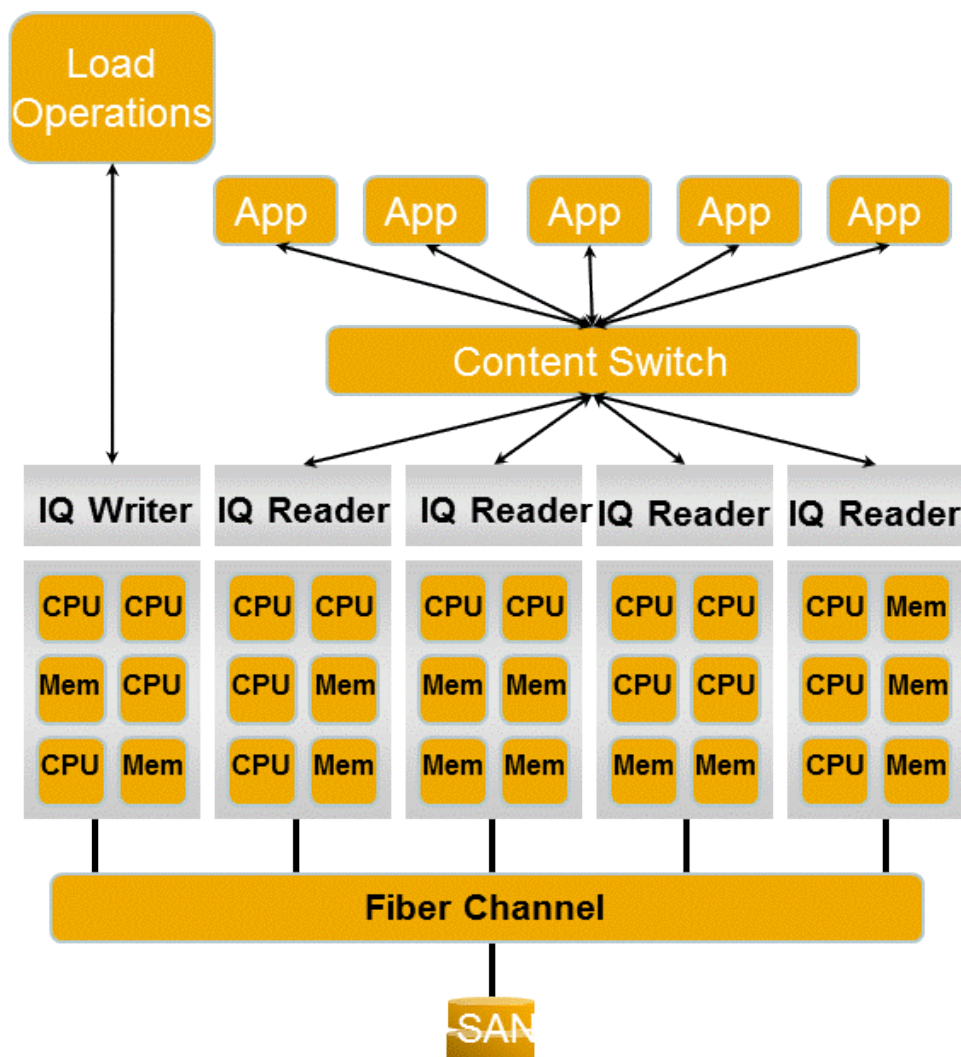 Load
Operations
App App App App App
Content Switch
IQ Writer IQ Reader IQ Reader IQ Reader IQ Reader
CPU CPU CPU CPU CPU CPU CPU CPU CPU Mem
Mem CPU CPU Mem Mem Mem CPU CPU CPU Mem
CPU Mem CPU Mem Mem Mem Mem Mem CPU Mem
Fiber Channel
SAN